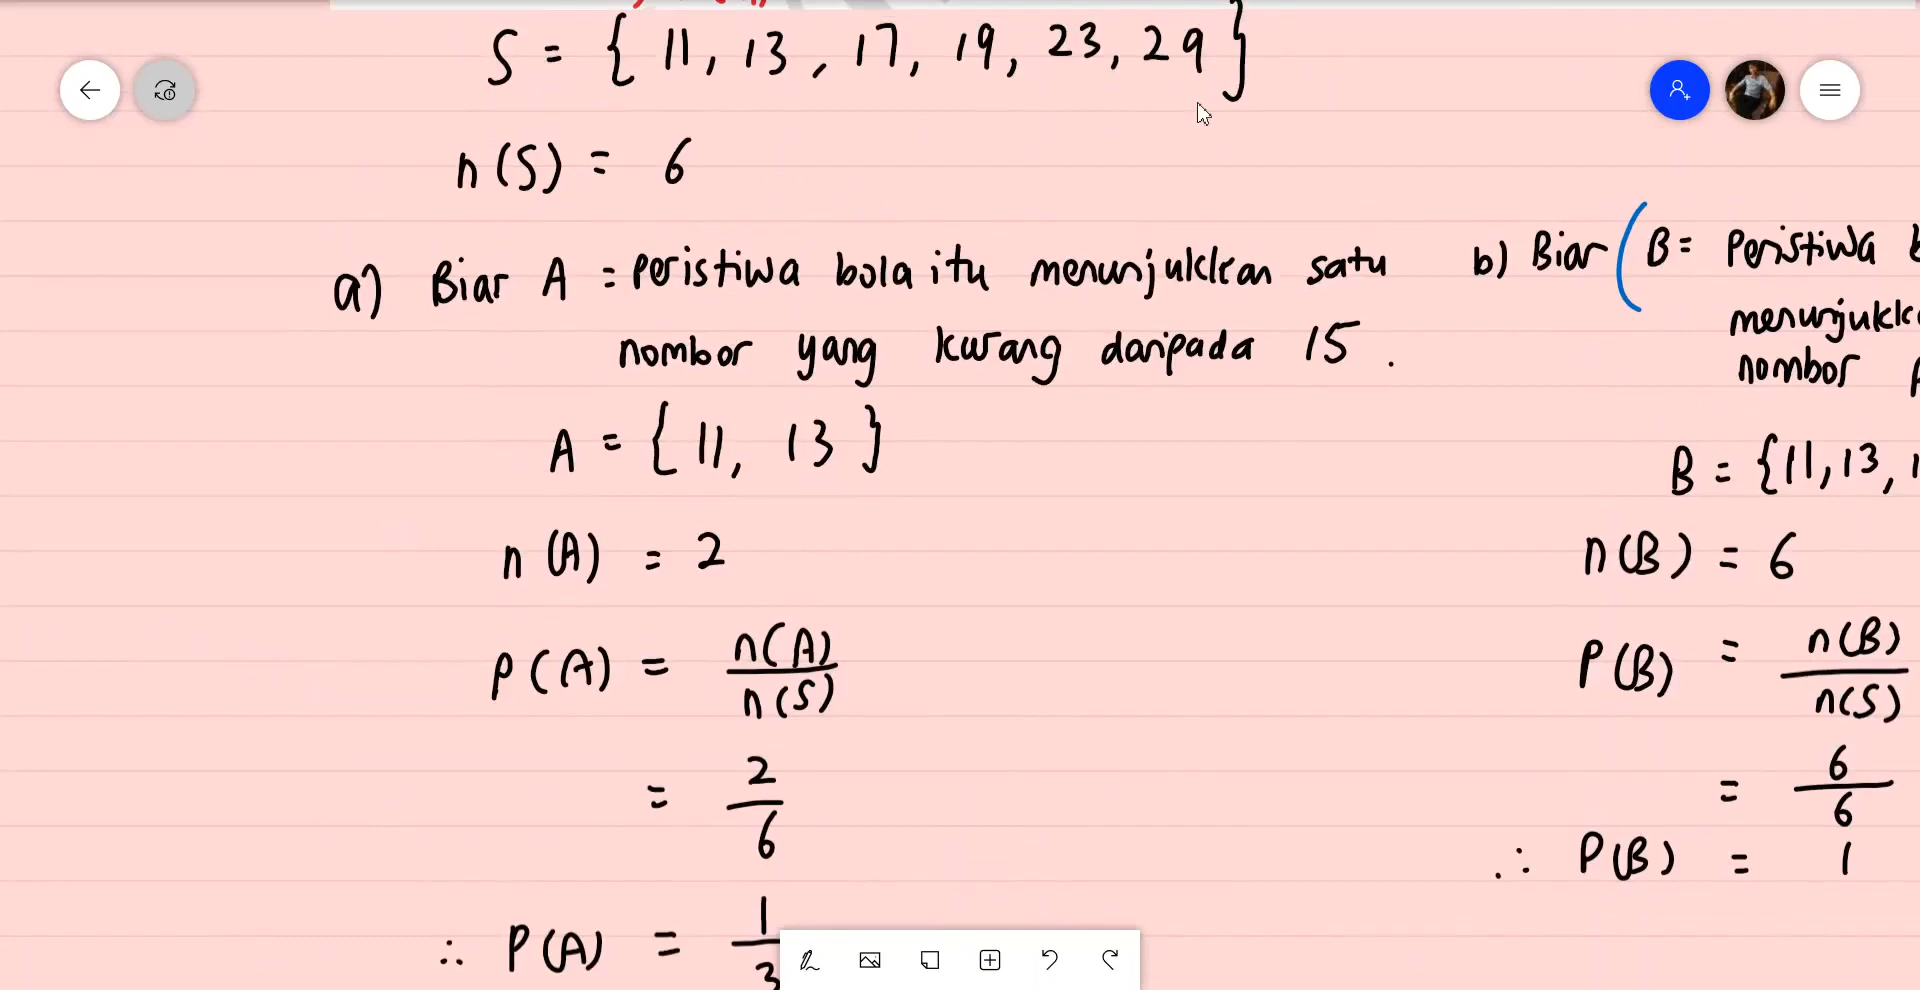 S = { 11, 13, 17, 19, 23, 29 }
n(S) = 6
a) Biar A = peristiwa bola itu menunjukkan satu
nombor yang kurang daripada 15.
A = { 11, 13 }
n(A) = 2
P(A) = n(A)/n(S)
= 2/6
∴ P(A) = 1/3
b) Biar ( B = Peristiwa b
menunjukk
nombor p
B = {11, 13, 1
n(B) = 6
P(B) = n(B)/n(S)
= 6/6
∴ P(B) = 1